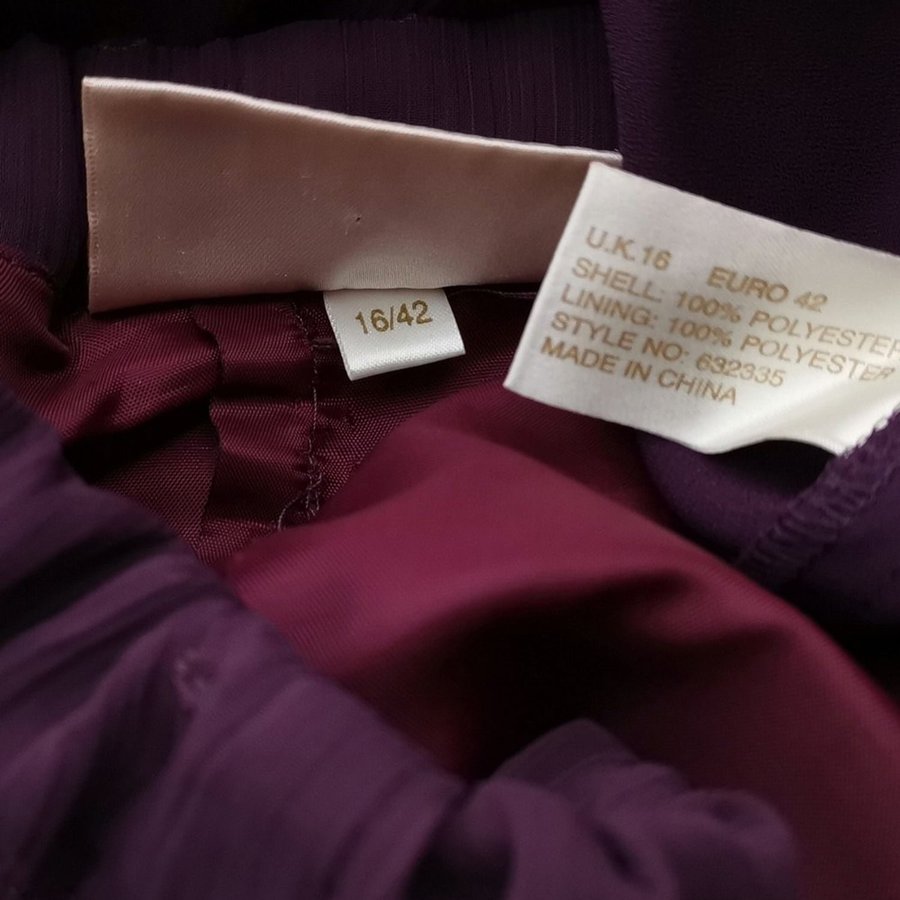 16/42
U.K.16 EURO 42
SHELL: 100% POLYESTER
LINING: 100% POLYESTER
STYLE NO: 632335
MADE IN CHINA